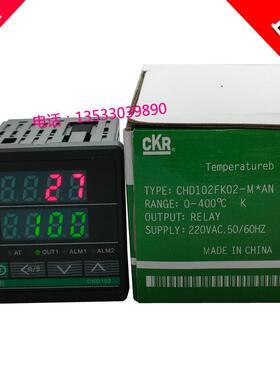 电话：13533039890
CKR
Temperatureb
TYPE: CHD102FK02-M*AN
RANGE: 0-400℃ K
OUTPUT: RELAY
SUPPLY: 220VAC.50/60HZ
MADE IN CHINA
27
100
AT OUT1 ALM1 ALM2
<R/S
CHD102